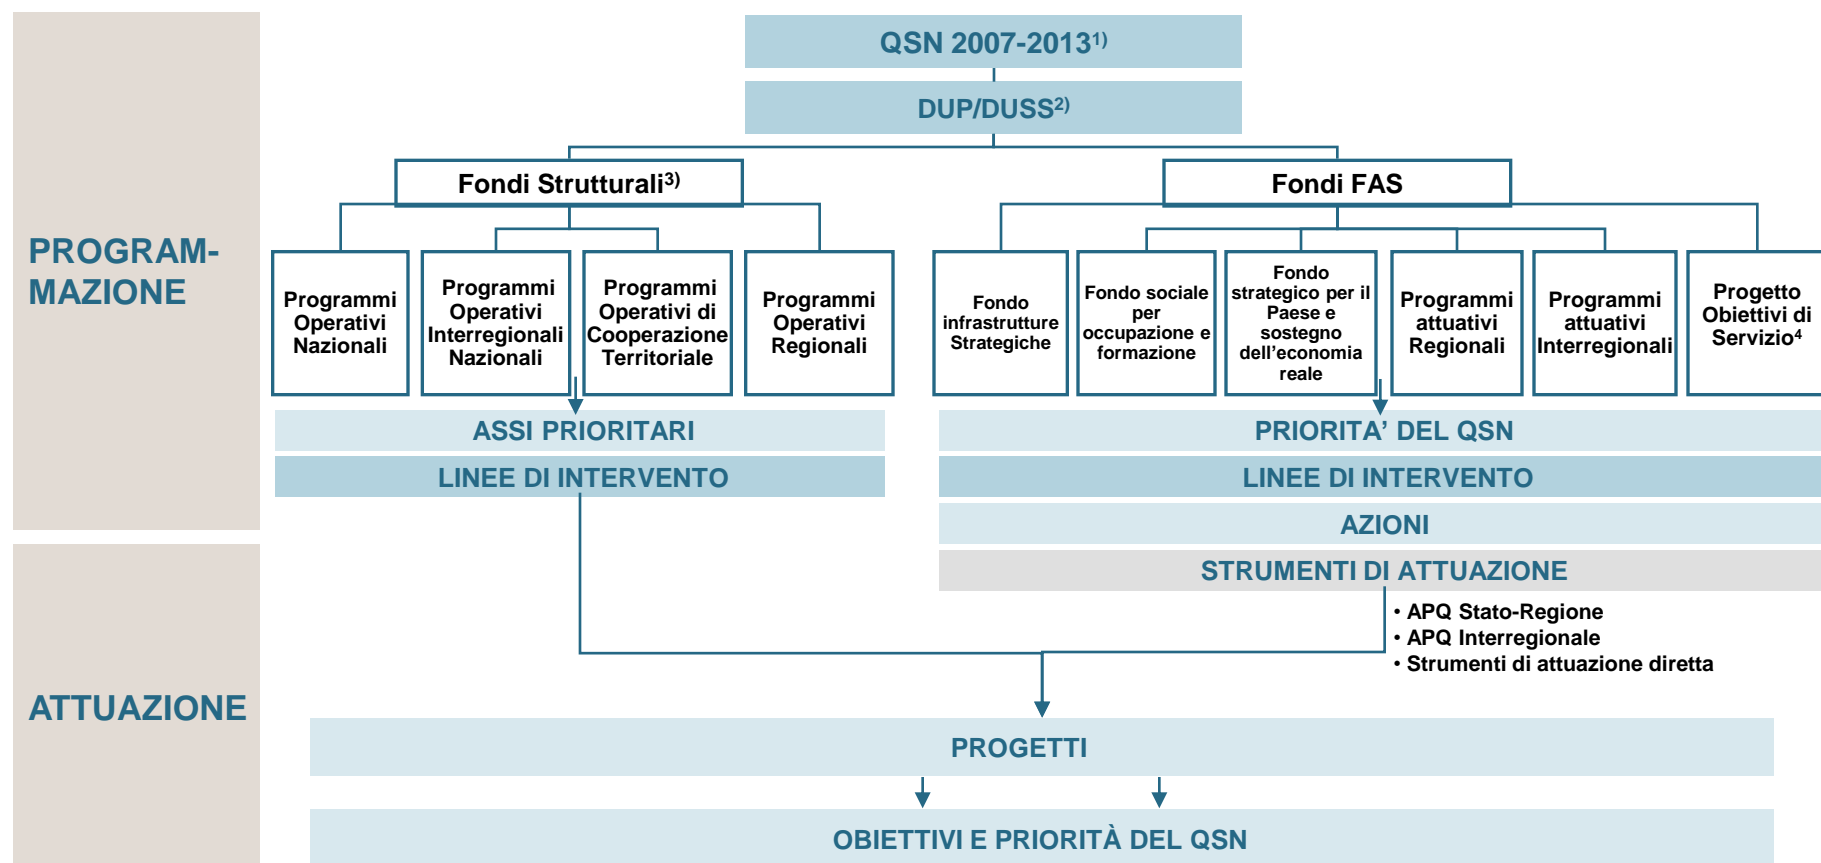 QSN 2007-2013¹⁾
DUP/DUSS²⁾
Fondi Strutturali³⁾
Fondi FAS
PROGRAM-
MAZIONE
Programmi
Operativi
Nazionali
Programmi
Operativi
Interregionali
Nazionali
Programmi
Operativi di
Cooperazione
Territoriale
Programmi
Operativi
Regionali
Fondo
infrastrutture
Strategiche
Fondo sociale
per
occupazione e
formazione
Fondo
strategico per il
Paese e
sostegno
dell’economia
reale
Programmi
attuativi
Regionali
Programmi
attuativi
Interregionali
Progetto
Obiettivi di
Servizio⁴
ASSI PRIORITARI
LINEE DI INTERVENTO
PRIORITA’ DEL QSN
LINEE DI INTERVENTO
AZIONI
STRUMENTI DI ATTUAZIONE
• APQ Stato-Regione
• APQ Interregionale
• Strumenti di attuazione diretta
ATTUAZIONE
PROGETTI
OBIETTIVI E PRIORITÀ DEL QSN